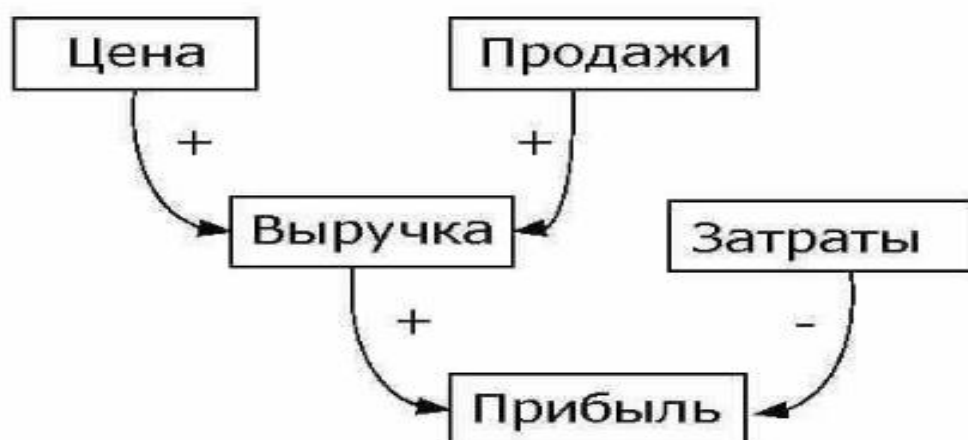 Цена
Продажи
+
+
Выручка
Затраты
+
-
Прибыль